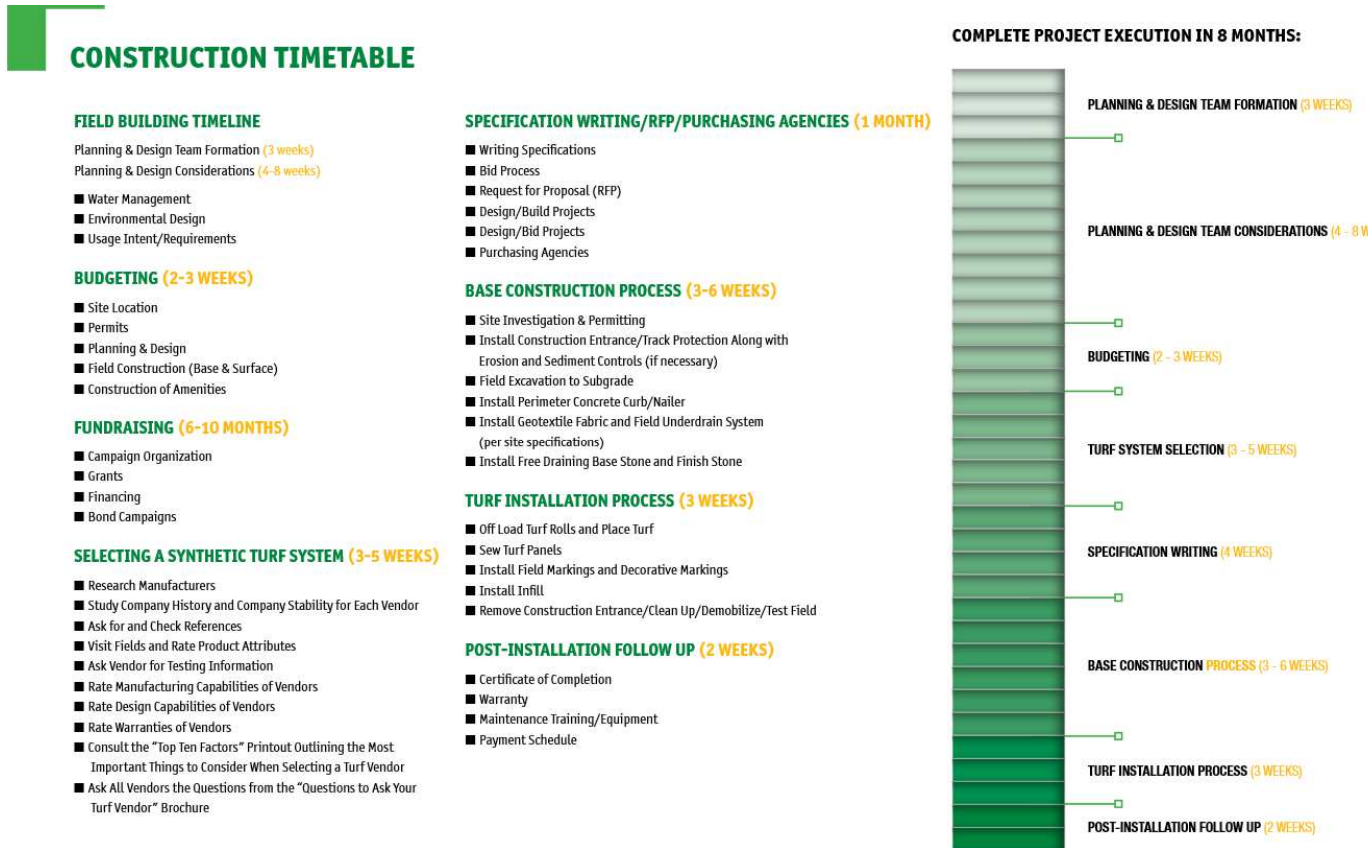 CONSTRUCTION TIMETABLE
FIELD BUILDING TIMELINE
Planning & Design Team Formation (3 weeks)
Planning & Design Considerations (4-8 weeks)
■ Water Management
■ Environmental Design
■ Usage Intent/Requirements
BUDGETING (2-3 WEEKS)
■ Site Location
■ Permits
■ Planning & Design
■ Field Construction (Base & Surface)
■ Construction of Amenities
FUNDRAISING (6-10 MONTHS)
■ Campaign Organization
■ Grants
■ Financing
■ Bond Campaigns
SELECTING A SYNTHETIC TURF SYSTEM (3-5 WEEKS)
■ Research Manufacturers
■ Study Company History and Company Stability for Each Vendor
■ Ask for and Check References
■ Visit Fields and Rate Product Attributes
■ Ask Vendor for Testing Information
■ Rate Manufacturing Capabilities of Vendors
■ Rate Design Capabilities of Vendors
■ Rate Warranties of Vendors
■ Consult the “Top Ten Factors” Printout Outlining the Most
Important Things to Consider When Selecting a Turf Vendor
■ Ask All Vendors the Questions from the “Questions to Ask Your
Turf Vendor” Brochure
SPECIFICATION WRITING/RFP/PURCHASING AGENCIES (1 MONTH)
■ Writing Specifications
■ Bid Process
■ Request for Proposal (RFP)
■ Design/Build Projects
■ Design/Bid Projects
■ Purchasing Agencies
BASE CONSTRUCTION PROCESS (3-6 WEEKS)
■ Site Investigation & Permitting
■ Install Construction Entrance/Track Protection Along with
Erosion and Sediment Controls (if necessary)
■ Field Excavation to Subgrade
■ Install Perimeter Concrete Curb/Nailer
■ Install Geotextile Fabric and Field Underdrain System
(per site specifications)
■ Install Free Draining Base Stone and Finish Stone
TURF INSTALLATION PROCESS (3 WEEKS)
■ Off Load Turf Rolls and Place Turf
■ Sew Turf Panels
■ Install Field Markings and Decorative Markings
■ Install Infill
■ Remove Construction Entrance/Clean Up/Demobilize/Test Field
POST-INSTALLATION FOLLOW UP (2 WEEKS)
■ Certificate of Completion
■ Warranty
■ Maintenance Training/Equipment
■ Payment Schedule
COMPLETE PROJECT EXECUTION IN 8 MONTHS:
PLANNING & DESIGN TEAM FORMATION (3 WEEKS)
PLANNING & DESIGN TEAM CONSIDERATIONS (4 - 8
BUDGETING (2 - 3 WEEKS)
TURF SYSTEM SELECTION (3 - 5 WEEKS)
SPECIFICATION WRITING (4 WEEKS)
BASE CONSTRUCTION PROCESS (3 - 6 WEEKS)
TURF INSTALLATION PROCESS (3 WEEKS)
POST-INSTALLATION FOLLOW UP (2 WEEKS)